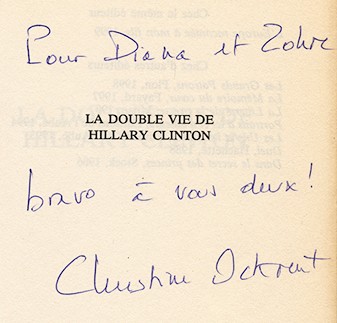 Pour Diana et Zohre
LA DOUBLE VIE DE
HILLARY CLINTON
bravo à vous deux !
Christine Ockrent